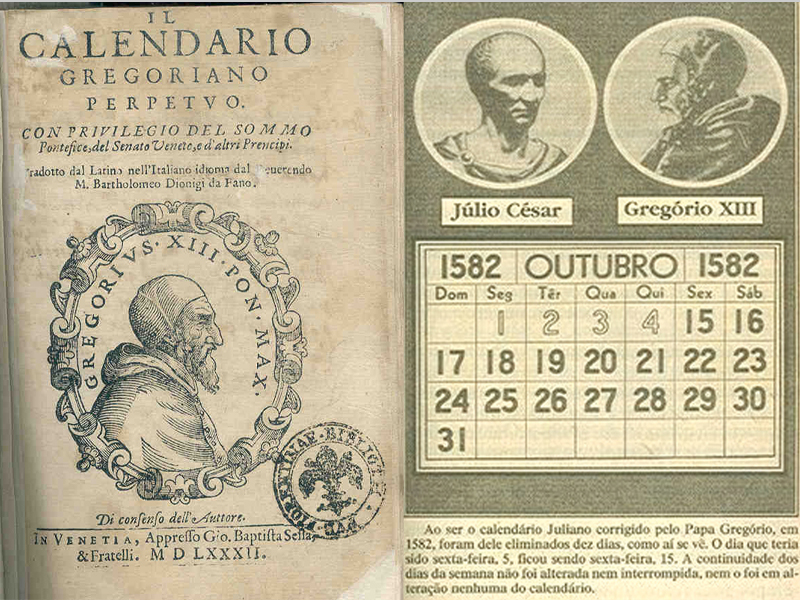 IL
CALENDARIO
GREGORIANO
PERPETVO.
CON PRIVILEGIO DEL SOMMO
Pontefice, del Senato Veneto, e d'altri Prencipi.
Tradotto dal Latino nell'Italiano idioma dal Reuerendo
M. Bartholomeo Dionigi da Fano.
GREGORIVS · XIII · PON · MAX ·
Di consenso dell'Auttore.
IN VENETIA, Appresso Gio. Baptista Sessa,
& Fratelli. M D LXXXII.
Júlio César
Gregório XIII
1582 OUTUBRO 1582
Dom Seg Têr Qua Qui Sex Sáb
1 2 3 4 15 16
17 18 19 20 21 22 23
24 25 26 27 28 29 30
31
Ao ser o calendário Juliano corrigido pelo Papa Gregório, em
1582, foram dele eliminados dez dias, como aí se vê. O dia que teria
sido sexta-feira, 5, ficou sendo sexta-feira, 15. A continuidade dos
dias da semana não foi alterada nem interrompida, nem o foi em al-
teração nenhuma do calendário.